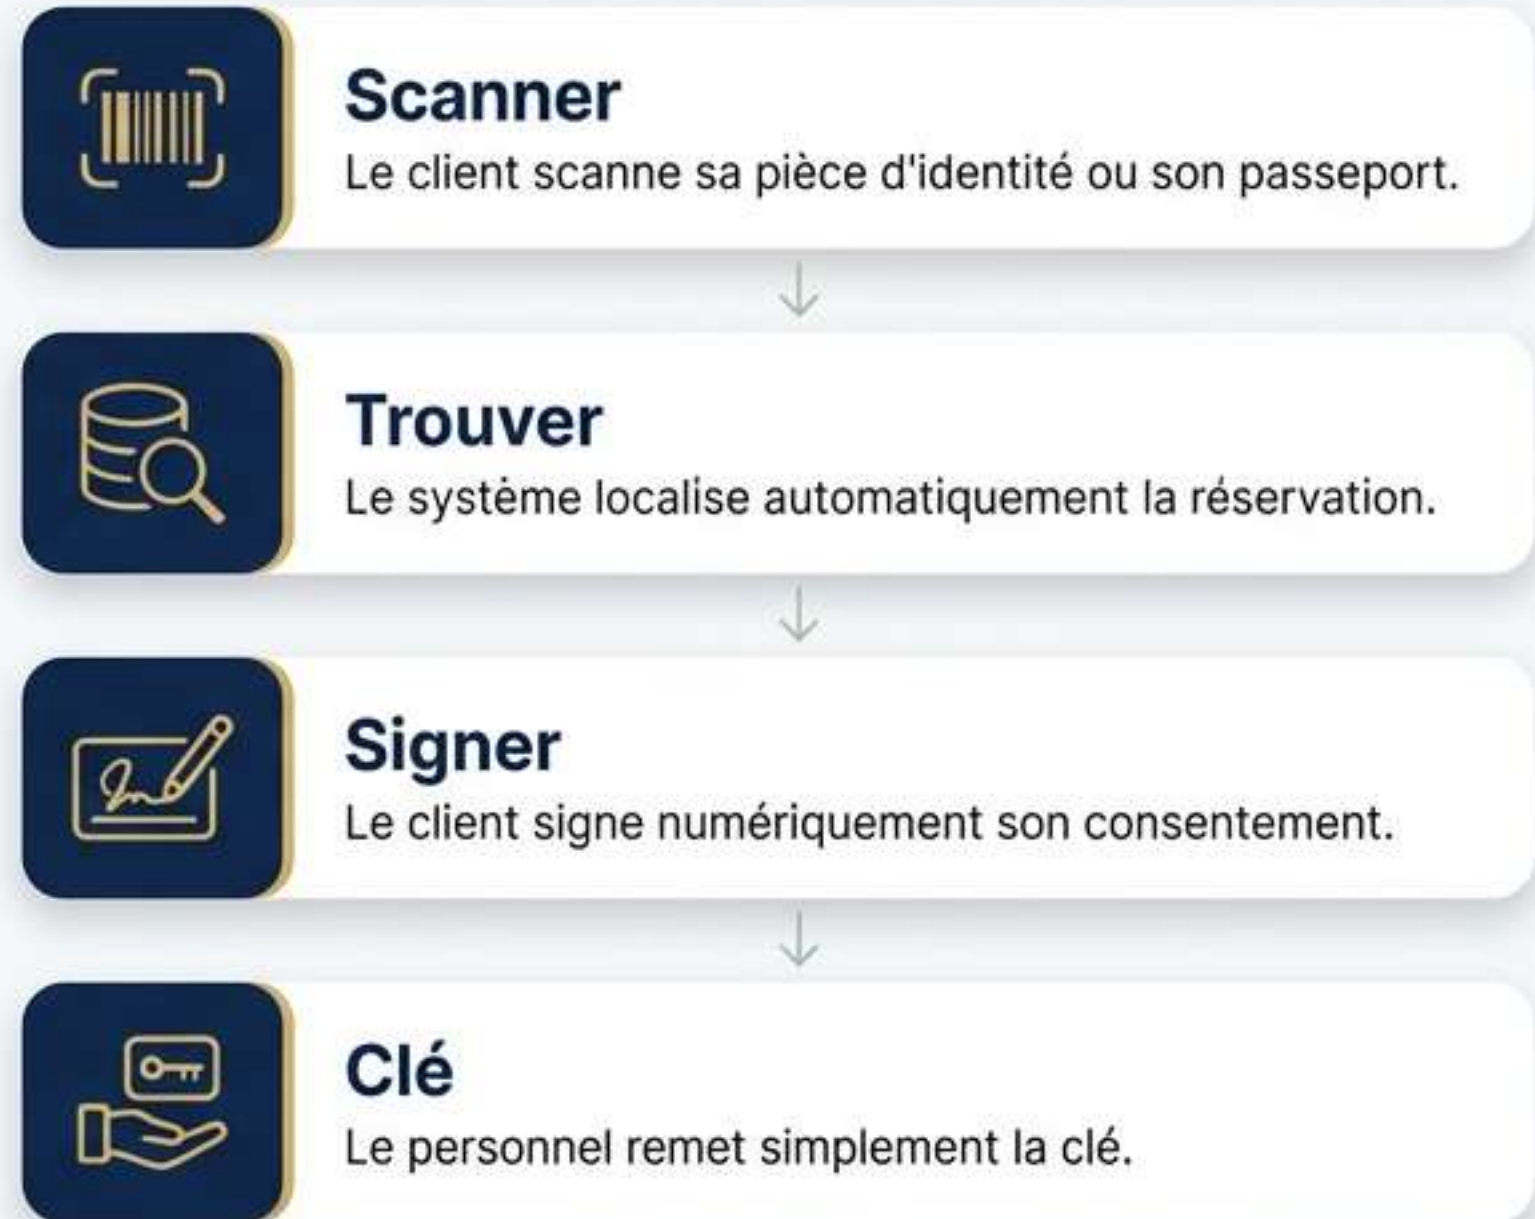 Scanner
Le client scanne sa pièce d'identité ou son passeport.
Trouver
Le système localise automatiquement la réservation.
Signer
Le client signe numériquement son consentement.
Clé
Le personnel remet simplement la clé.